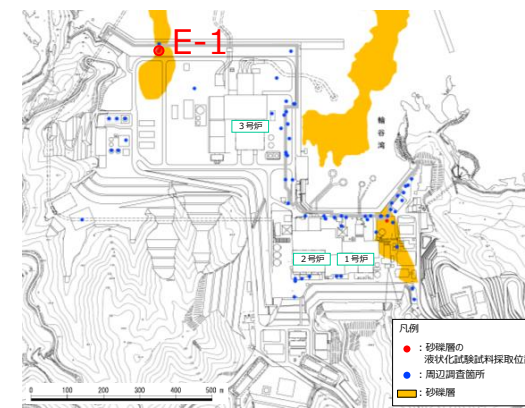 E-1
3号炉
輪谷湾
2号炉
1号炉
凡例
：砂礫層の
液状化試験試料採取位
：周辺調査箇所
：砂礫層
0 100 200 300 400 500 m